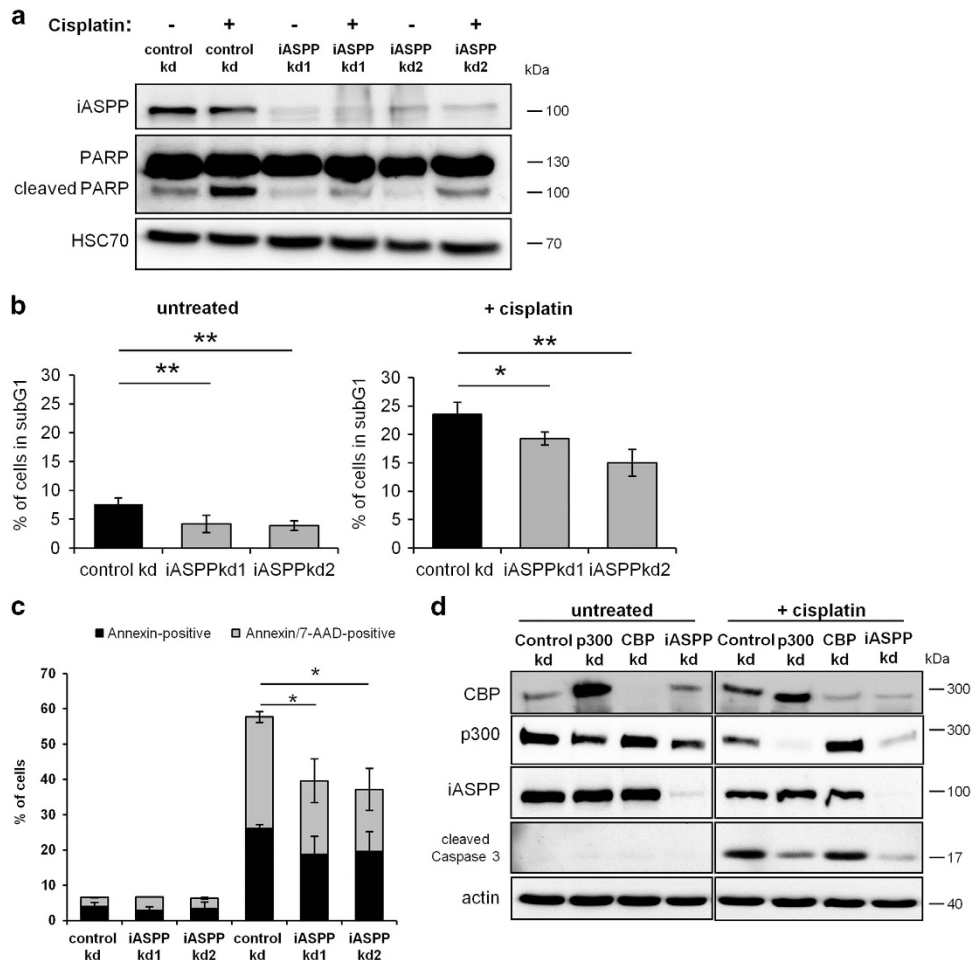 a
Cisplatin: - + - + - +
control kd control kd iASPP kd1 iASPP kd1 iASPP kd2 iASPP kd2
kDa
iASPP
100
PARP
130
cleaved PARP
100
HSC70
70
b
untreated
**
**
% of cells in subG1
30
25
20
15
10
5
0
control kd iASPPkd1 iASPPkd2
+ cisplatin
**
*
% of cells in subG1
30
25
20
15
10
5
0
control kd iASPPkd1 iASPPkd2
c
Annexin-positive Annexin/7-AAD-positive
*
*
% of cells
70
60
50
40
30
20
10
0
control kd iASPP kd1 iASPP kd2 control kd iASPP kd1 iASPP kd2
d
untreated + cisplatin
Control kd p300 kd CBP kd iASPP kd Control kd p300 kd CBP kd iASPP kd
kDa
CBP
300
p300
300
iASPP
100
cleaved
Caspase 3
17
actin
40